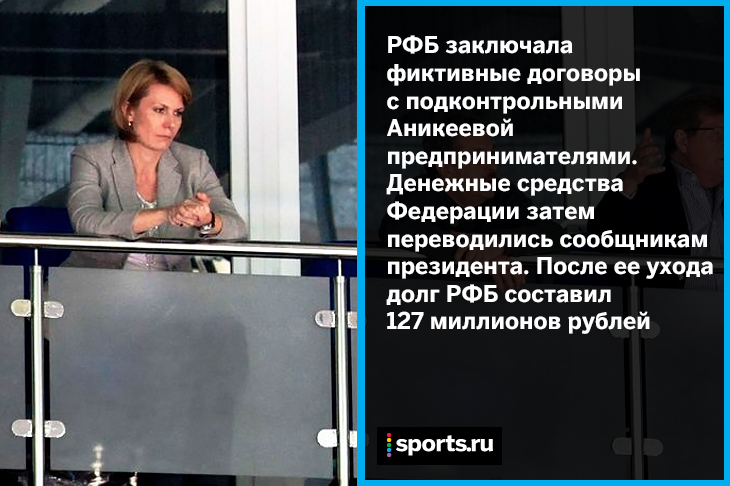 РФБ заключала
фиктивные договоры
с подконтрольными
Аникеевой
предпринимателями.
Денежные средства
Федерации затем
переводились сообщникам
президента. После ее ухода
долг РФБ составил
127 миллионов рублей
sports.ru